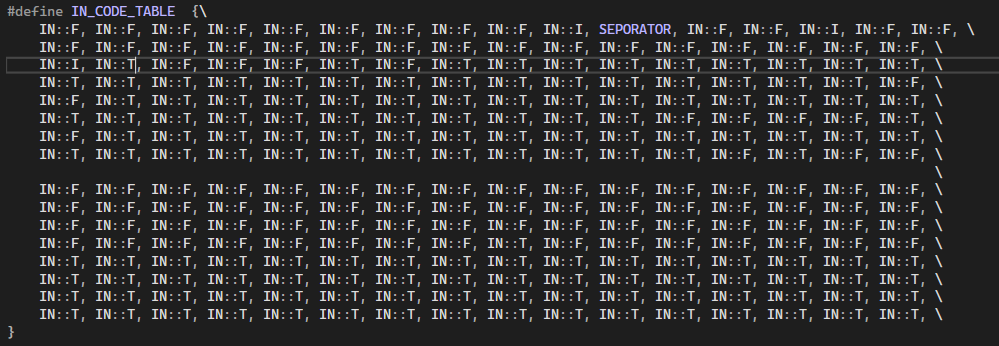 #define IN_CODE_TABLE {\
IN::F, IN::F, IN::F, IN::F, IN::F, IN::F, IN::F, IN::F, IN::F, IN::I, SEPORATOR, IN::F, IN::F, IN::I, IN::F, IN::F, \
IN::F, IN::F, IN::F, IN::F, IN::F, IN::F, IN::F, IN::F, IN::F, IN::F, IN::F, IN::F, IN::F, IN::F, IN::F, IN::F, \
IN::I, IN::T, IN::F, IN::F, IN::F, IN::T, IN::F, IN::T, IN::T, IN::T, IN::T, IN::T, IN::T, IN::T, IN::T, IN::T, \
IN::T, IN::T, IN::T, IN::T, IN::T, IN::T, IN::T, IN::T, IN::T, IN::T, IN::T, IN::T, IN::T, IN::T, IN::T, IN::F, \
IN::F, IN::T, IN::T, IN::T, IN::T, IN::T, IN::T, IN::T, IN::T, IN::T, IN::T, IN::T, IN::T, IN::T, IN::T, IN::T, \
IN::T, IN::T, IN::T, IN::T, IN::T, IN::T, IN::T, IN::T, IN::T, IN::T, IN::T, IN::F, IN::F, IN::F, IN::F, IN::F, \
IN::F, IN::T, IN::T, IN::T, IN::T, IN::T, IN::T, IN::T, IN::T, IN::T, IN::T, IN::T, IN::T, IN::T, IN::T, IN::T, \
IN::T, IN::T, IN::T, IN::T, IN::T, IN::T, IN::T, IN::T, IN::T, IN::T, IN::T, IN::T, IN::F, IN::F, IN::F, IN::F, \
\
IN::F, IN::F, IN::F, IN::F, IN::F, IN::F, IN::F, IN::F, IN::F, IN::F, IN::F, IN::F, IN::F, IN::F, IN::F, IN::F, \
IN::F, IN::F, IN::F, IN::F, IN::F, IN::F, IN::F, IN::F, IN::F, IN::F, IN::F, IN::F, IN::F, IN::F, IN::F, IN::F, \
IN::F, IN::F, IN::F, IN::F, IN::F, IN::F, IN::F, IN::F, IN::F, IN::F, IN::F, IN::F, IN::F, IN::F, IN::F, IN::F, \
IN::F, IN::F, IN::F, IN::F, IN::F, IN::F, IN::F, IN::F, IN::T, IN::F, IN::F, IN::F, IN::F, IN::F, IN::F, IN::F, \
IN::T, IN::T, IN::T, IN::T, IN::T, IN::T, IN::T, IN::T, IN::T, IN::T, IN::T, IN::T, IN::T, IN::T, IN::T, IN::T, \
IN::T, IN::T, IN::T, IN::T, IN::T, IN::T, IN::T, IN::T, IN::T, IN::T, IN::T, IN::T, IN::T, IN::T, IN::T, IN::T, \
IN::T, IN::T, IN::T, IN::T, IN::T, IN::T, IN::T, IN::T, IN::T, IN::T, IN::T, IN::T, IN::T, IN::T, IN::T, IN::T, \
IN::T, IN::T, IN::T, IN::T, IN::T, IN::T, IN::T, IN::T, IN::T, IN::T, IN::T, IN::T, IN::T, IN::T, IN::T, IN::T, \
}